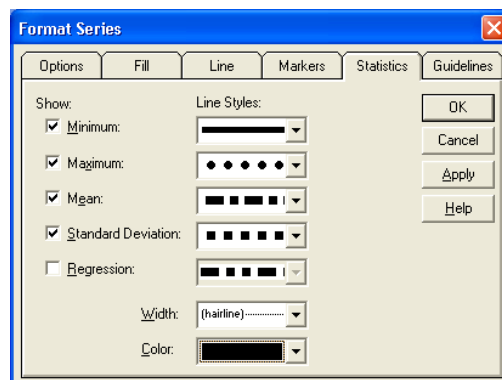 Format Series
Options Fill Line Markers Statistics Guidelines
Show: Line Styles:
Minimum:
Maximum:
Mean:
Standard Deviation:
Regression:
Width: (hairline)
Color:
OK
Cancel
Apply
Help